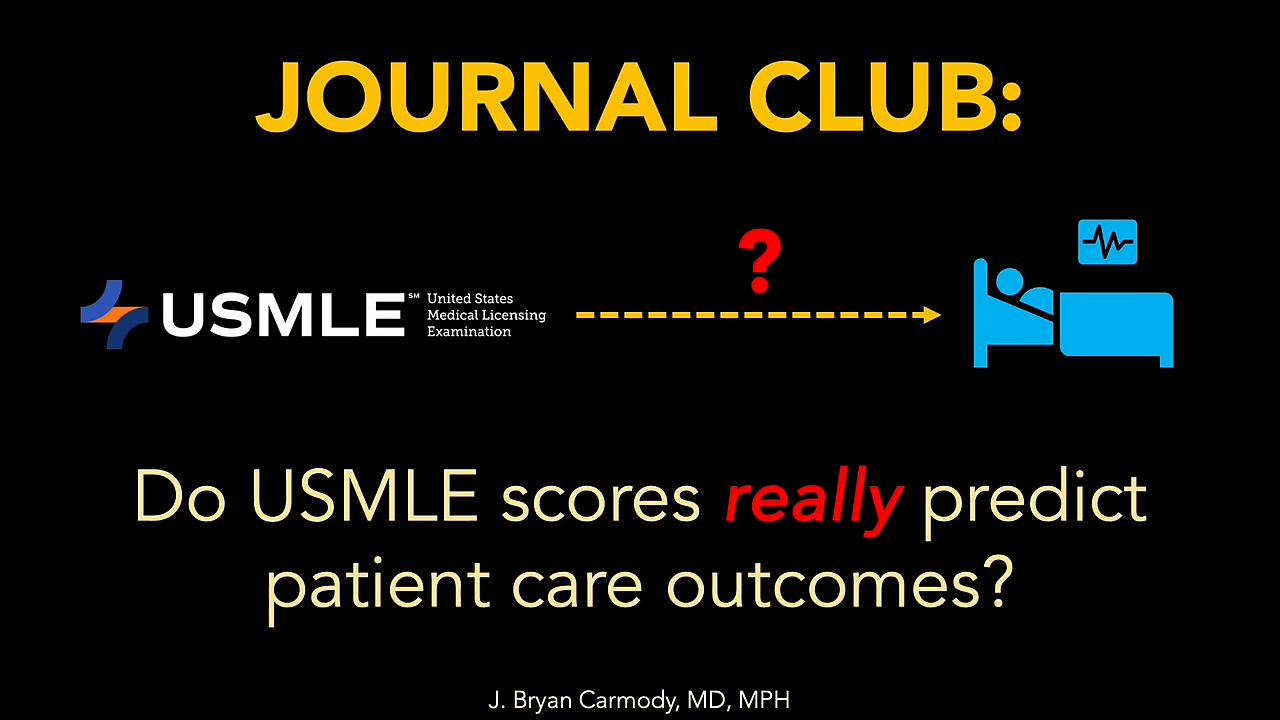 JOURNAL CLUB:
?
USMLE℠ United States
Medical Licensing
Examination
Do USMLE scores really predict
patient care outcomes?
J. Bryan Carmody, MD, MPH